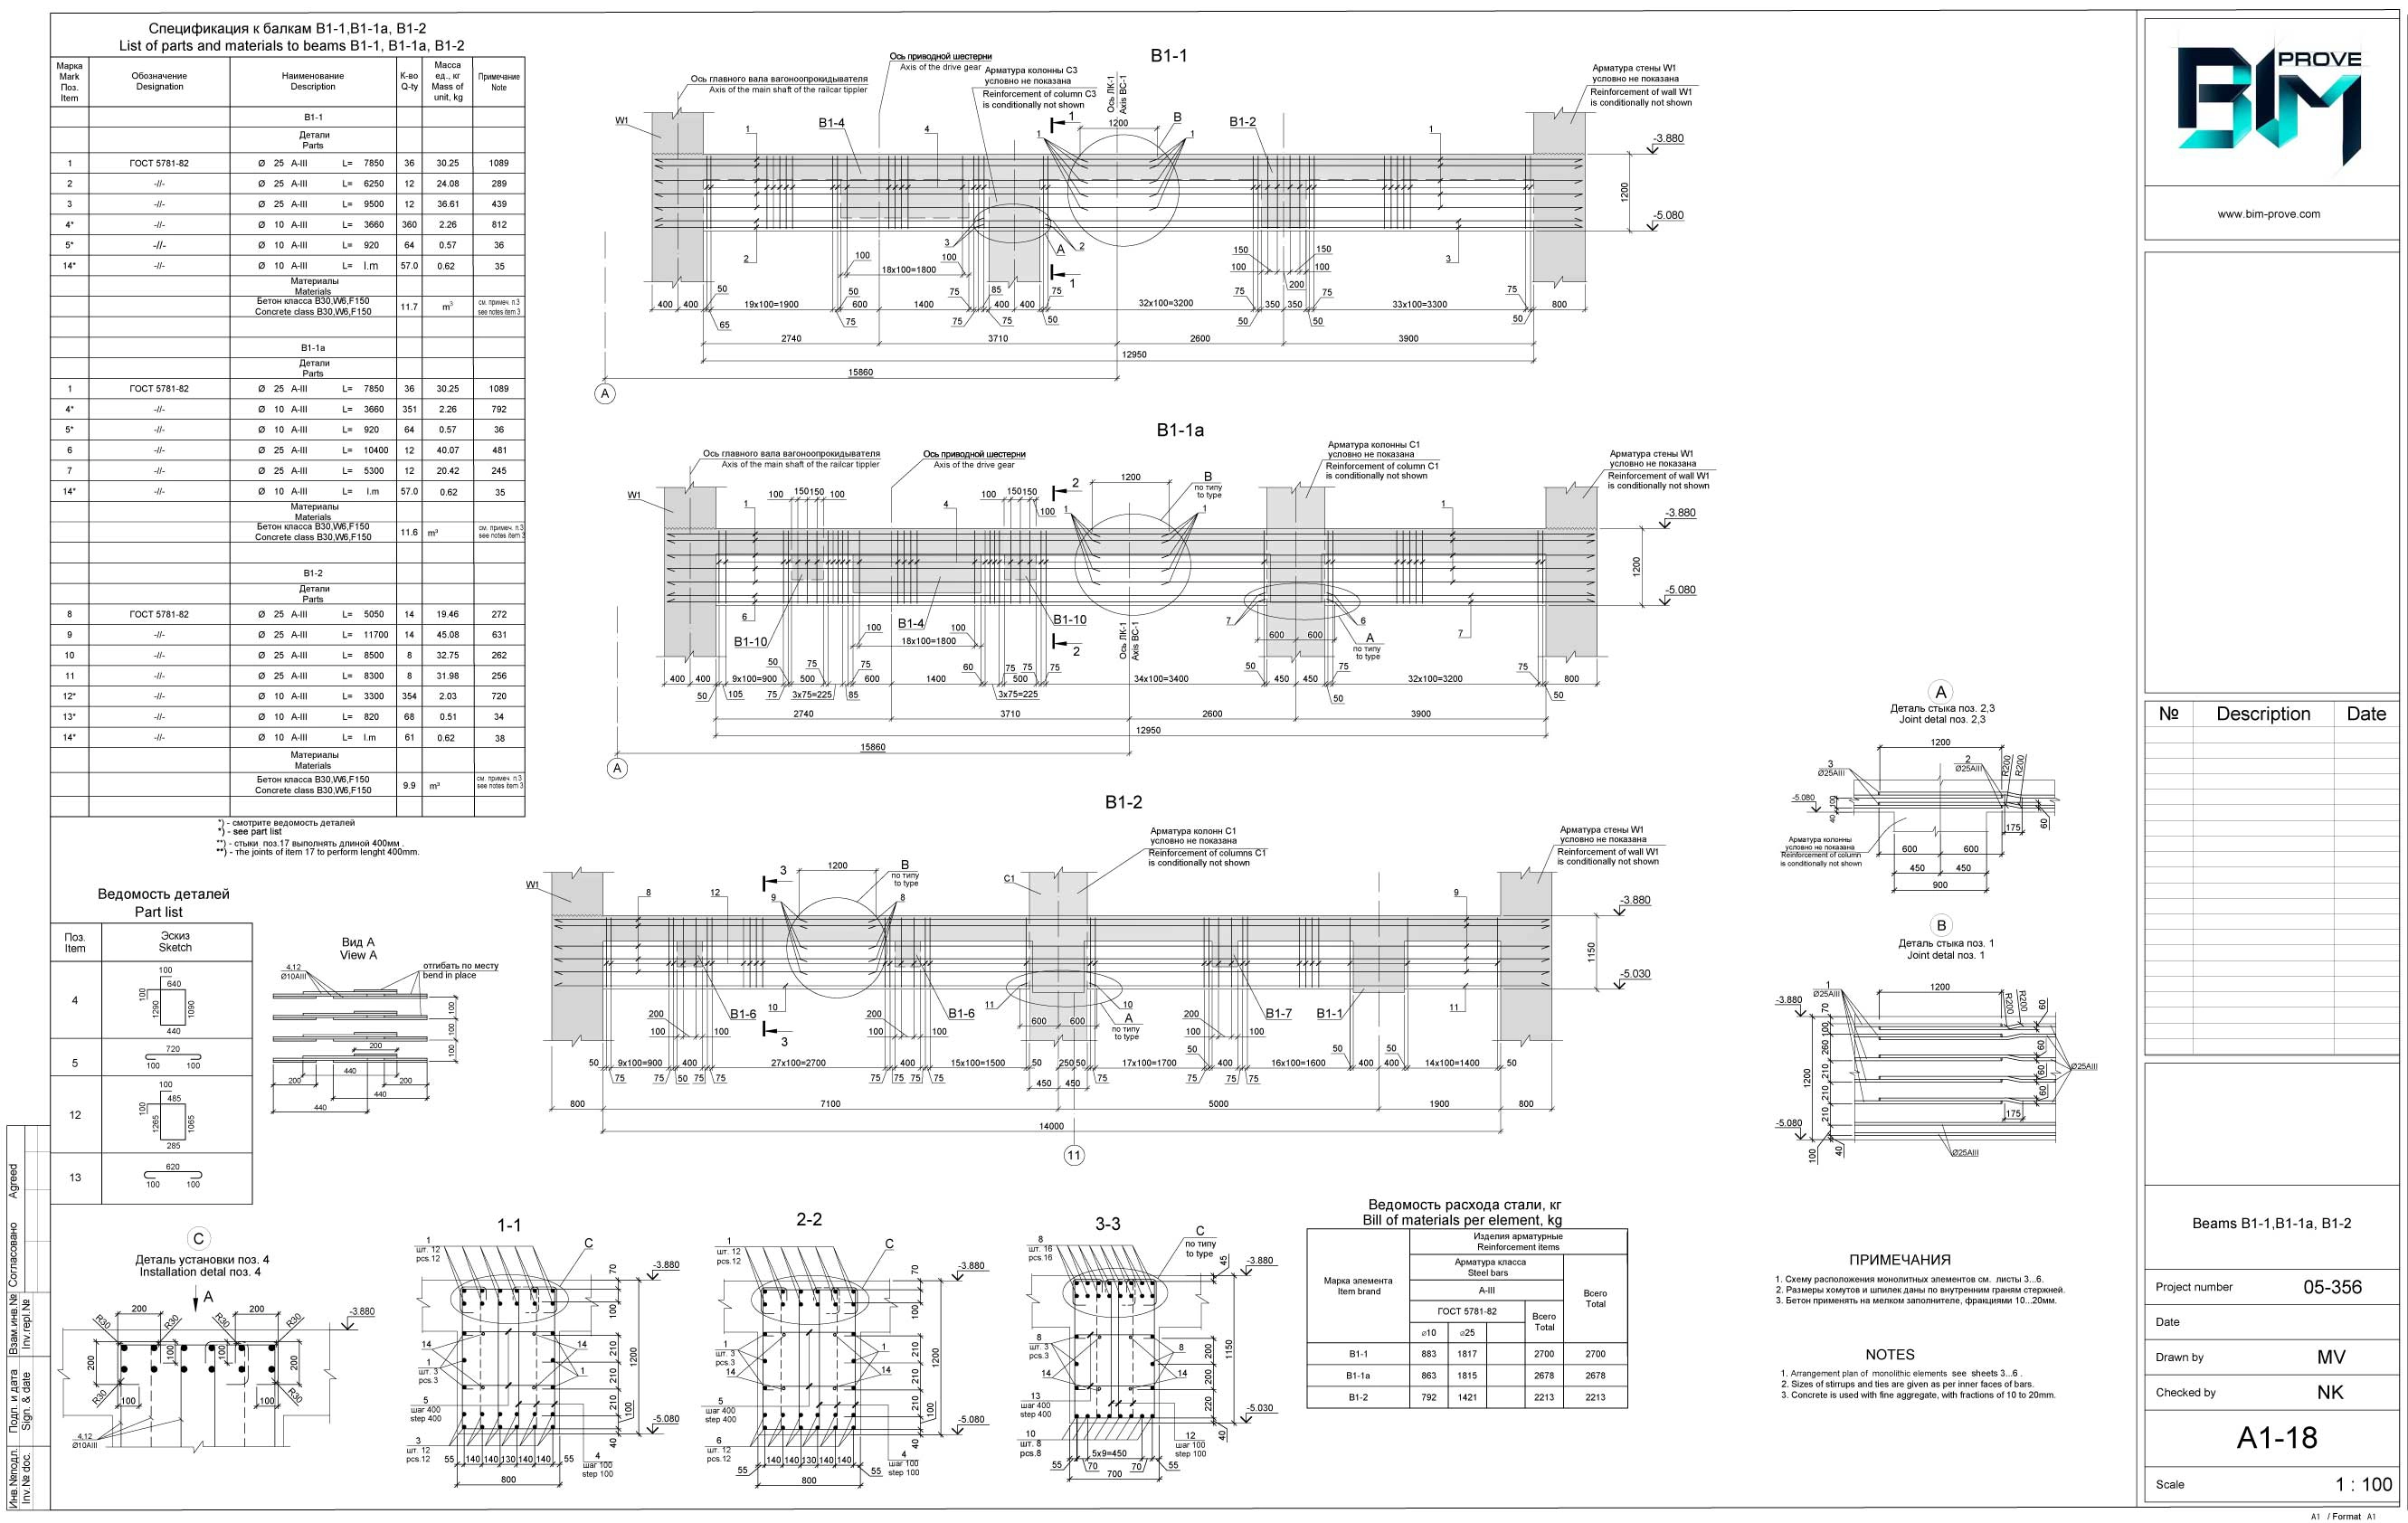 Спецификация к балкам B1-1,B1-1a, B1-2
List of parts and materials to beams B1-1, B1-1a, B1-2
Марка Mark Поз. Item
Обозначение Designation
Наименование Description
К-во Q-ty
Масса ед., кг Mass of unit, kg
Примечание Note
B1-1
Детали
Parts
1 ГОСТ 5781-82 Ø 25 A-III L= 7850 36 30.25 1089
2 -//- Ø 25 A-III L= 6250 12 24.08 289
3 -//- Ø 25 A-III L= 9500 12 36.61 439
4* -//- Ø 10 A-III L= 3660 360 2.26 812
5* -//- Ø 10 A-III L= 920 64 0.57 36
14* -//- Ø 10 A-III L= l.m 57.0 0.62 35
Материалы
Materials
Бетон класса B30,W6,F150 11.7 m³ см. примеч. п.3
Concrete class B30,W6,F150 see notes item 3
B1-1a
Детали
Parts
1 ГОСТ 5781-82 Ø 25 A-III L= 7850 36 30.25 1089
4* -//- Ø 10 A-III L= 3660 351 2.26 792
5* -//- Ø 10 A-III L= 920 64 0.57 36
6 -//- Ø 25 A-III L= 10400 12 40.07 481
7 -//- Ø 25 A-III L= 5300 12 20.42 245
14* -//- Ø 10 A-III L= l.m 57.0 0.62 35
Материалы
Materials
Бетон класса B30,W6,F150 11.6 m³ см. примеч. п.3
Concrete class B30,W6,F150 see notes item 3
B1-2
Детали
Parts
8 ГОСТ 5781-82 Ø 25 A-III L= 5050 14 19.46 272
9 -//- Ø 25 A-III L= 11700 14 45.08 631
10 -//- Ø 25 A-III L= 8500 8 32.75 262
11 -//- Ø 25 A-III L= 8300 8 31.98 256
12* -//- Ø 10 A-III L= 3300 354 2.03 720
13* -//- Ø 10 A-III L= 820 68 0.51 34
14* -//- Ø 10 A-III L= l.m 61 0.62 38
Материалы
Materials
Бетон класса B30,W6,F150 9.9 m³ см. примеч. п.3
Concrete class B30,W6,F150 see notes item 3
*) - смотрите ведомость деталей
*) - see part list
**) - стыки поз.17 выполнять длиной 400мм .
**) - The joints of item 17 to perform lenght 400mm.
Ведомость деталей
Part list
Поз. Эскиз
Item Sketch
4 100 640 100 1290 1090 440
5 720 100 100
12 100 485 100 1265 1065 285
13 620 100 100
Вид A
View A
4,12
Ø10AIII
отгибать по месту
bend in place
100 100 100
200
440
200 200
440
440
C
Деталь установки поз. 4
Installation detal поз. 4
A
200 200
R30 R30 R30 R30
-3.880
200 100 100 200
R30 R30
100 100
4,12
Ø10AIII
B1-1
Ось приводной шестерни
Axis of the drive gear
Ось главного вала вагоноопрокидывателя
Axis of the main shaft of the railcar tippler
Арматура колонны C3
условно не показана
Reinforcement of column C3
is conditionally not shown
Ось ЛК-1
Axis BC-1
Арматура стены W1
условно не показана
Reinforcement of wall W1
is conditionally not shown
W1 1 B1-4 4 1 1 1200 B 1 B1-2 1
-3.880
1200
-5.080
2 3 A 2 3
100 18x100=1800 100 1
150 150
100 100
200
400 400 50 19x100=1900 50 600 1400 75 85 400 75 32x100=3200 75 350 350 75 33x100=3300 75 800
65 75 75 75 50 50 50 50
2740 3710 2600 3900
12950
15860
A
B1-1a
Ось главного вала вагоноопрокидывателя
Axis of the main shaft of the railcar tippler
Ось приводной шестерни
Axis of the drive gear
Арматура колонны C1
условно не показана
Reinforcement of column C1
is conditionally not shown
Арматура стены W1
условно не показана
Reinforcement of wall W1
is conditionally not shown
W1 1 100 150 150 100 4 100 150 150 100 2 1 1200 B
по типу
to type
1 1
-3.880
1200
-5.080
6 B1-10 B1-4 B1-10 7 6 7
100 18x100=1800 100 2
Ось ЛК-1
Axis BC-1
600 600 A
по типу
to type
400 400 9x100=900 50 500 75 75 600 1400 60 75 75 500 75 34x100=3400 50 450 450 75 32x100=3200 75 800
50 105 75 3x75=225 85 3x75=225 50 50
2740 3710 2600 3900
12950
15860
A
B1-2
Арматура колонн C1
условно не показана
Reinforcement of columns C1
is conditionally not shown
Арматура стены W1
условно не показана
Reinforcement of wall W1
is conditionally not shown
W1 8 12 3 1200 B
по типу
to type
9 8 C1 9
-3.880
1150
-5.030
B1-6 10 B1-6 11 10 B1-7 B1-1 11
200 100 100 3 200 100 100 600 600 A
по типу
to type
200 100 100
50 9x100=900 400 27x100=2700 400 15x100=1500 50 250 50 17x100=1700 50 400 16x100=1600 50 400 400 14x100=1400 50
75 75 50 75 75 75 75 75 450 450 75 75 75
800 7100 5000 1900 800
14000
11
1-1
1
шт. 12
pcs.12
C
70
-3.880
100
14 14
1
шт. 3
pcs.3
1
210 210 210 1200 100 40
5
шаг 400
step 400
-5.080
3
шт. 12
pcs.12
55 140 140 130 140 140 55
800
4
шаг 100
step 100
2-2
1
шт. 12
pcs.12
C
70
-3.880
100
1
шт. 3
pcs.3
14 1 14
210 210 210 1200 100 40
5
шаг 400
step 400
-5.080
6
шт. 12
pcs.12
55 140 140 130 140 140 55
800
4
шаг 100
step 100
3-3
8
шт. 16
pcs.16
C
по типу
to type
45
-3.880
8
шт. 3
pcs.3
8
14 14
200 200 220 1150 40
13
шаг 400
step 400
-5.030
10
шт. 8
pcs.8
5x9=450
55 70 70 55
700
12
шаг 100
step 100
Ведомость расхода стали, кг
Bill of materials per element, kg
Марка элемента
Item brand
Изделия арматурные
Reinforcement items
Арматура класса
Steel bars
A-III
ГОСТ 5781-82
Всего
Total
Всего
Total
⌀10 ⌀25
B1-1 883 1817 2700 2700
B1-1a 863 1815 2678 2678
B1-2 792 1421 2213 2213
A
Деталь стыка поз. 2,3
Joint detal поз. 2,3
1200
3
Ø25AIII
2
Ø25AIII
R200 R200
-5.080
100 40 175 60
Арматура колонны
условно не показана
Reinforcement of column
is conditionally not shown
600 600
450 450
900
B
Деталь стыка поз. 1
Joint detal поз. 1
1
Ø25AIII
1200
R200 R200 60
-3.880
70 100 260 210 210 210 1200
60 60 60
Ø25AIII
175
-5.080
100 40
Ø25AIII
ПРИМЕЧАНИЯ
1. Схему расположения монолитных элементов см. листы 3...6.
2. Размеры хомутов и шпилек даны по внутренним граням стержней.
3. Бетон применять на мелком заполнителе, фракциями 10...20мм.
NOTES
1. Arrangement plan of monolithic elements see sheets 3...6 .
2. Sizes of stirrups and ties are given as per inner faces of bars.
3. Concrete is used with fine aggregate, with fractions of 10 to 20mm.
BIM PROVE
www.bim-prove.com
№ Description Date
Beams B1-1,B1-1a, B1-2
Project number 05-356
Date
Drawn by MV
Checked by NK
A1-18
Scale 1 : 100
A1 / Format A1
Согласовано Agreed
Взам.инв.№ Inv.repl.№
Подп. и дата Sign. & date
Инв.№подл. Inv.№ doc.